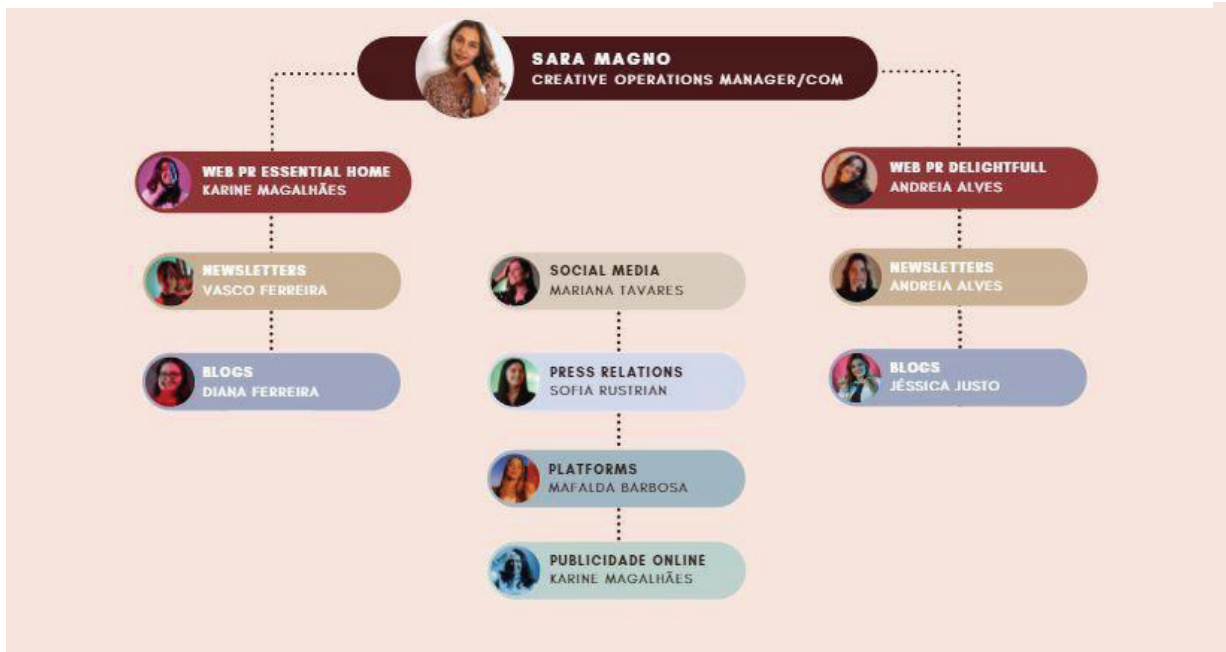 SARA MAGNO
CREATIVE OPERATIONS MANAGER/COM
WEB PR ESSENTIAL HOME
KARINE MAGALHÃES
NEWSLETTERS
VASCO FERREIRA
BLOGS
DIANA FERREIRA
SOCIAL MEDIA
MARIANA TAVARES
PRESS RELATIONS
SOFIA RUSTRIAN
PLATFORMS
MAFALDA BARBOSA
PUBLICIDADE ONLINE
KARINE MAGALHÃES
WEB PR DELIGHTFULL
ANDREIA ALVES
NEWSLETTERS
ANDREIA ALVES
BLOGS
JÉSSICA JUSTO